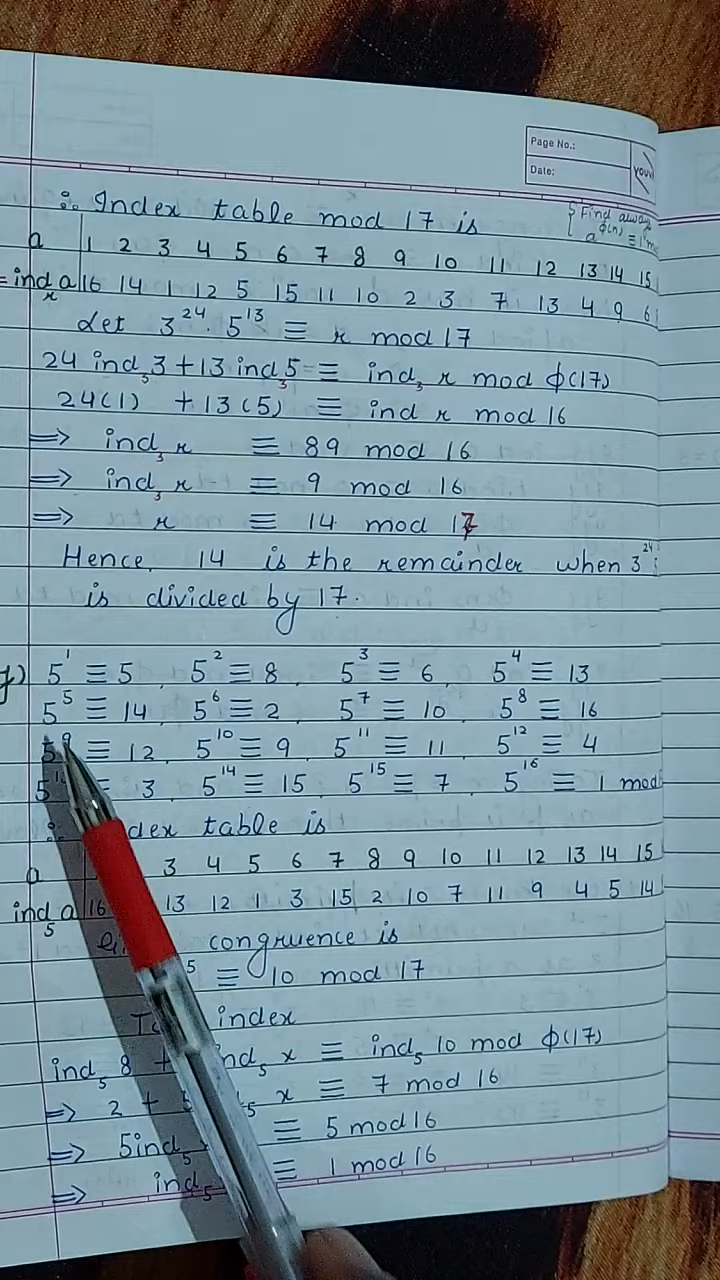 Page No.:
Date:
∴ Index table mod 17 is
{ Find
a^ϕ(n) ≡ 1
a | 1 2 3 4 5 6 7 8 9 10 11 12 13 14 15
= ind a | 16 14 1 12 5 15 11 10 2 3 7 13 4 9 6
Let 3^24 · 5^13 ≡ r mod 17
24 ind₃ 3 + 13 ind₃ 5 ≡ ind₃ r mod ϕ(17)
24(1) + 13(5) ≡ ind r mod 16
⇒ ind₃ r ≡ 89 mod 16
⇒ ind₃ r ≡ 9 mod 16
⇒ r ≡ 14 mod 17
Hence 14 is the remainder when 3^24
is divided by 17.
5^1 ≡ 5, 5^2 ≡ 8, 5^3 ≡ 6, 5^4 ≡ 13
5^5 ≡ 14, 5^6 ≡ 2, 5^7 ≡ 10, 5^8 ≡ 16
5^9 ≡ 12, 5^10 ≡ 9, 5^11 ≡ 11, 5^12 ≡ 4
≡ 3, 5^14 ≡ 15, 5^15 ≡ 7, 5^16 ≡ 1 mod
table is
a 3 4 5 6 7 8 9 10 11 12 13 14 15
ind₅ a | 16 13 12 1 3 15 2 10 7 11 9 4 5 14
congruence is
5 ≡ 10 mod 17
index
ind₅ 8 + ind₅ x ≡ ind₅ 10 mod ϕ(17)
⇒ 2 + 5 x ≡ 7 mod 16
⇒ 5 ind₅ ≡ 5 mod 16
⇒ ind₅ ≡ 1 mod 16